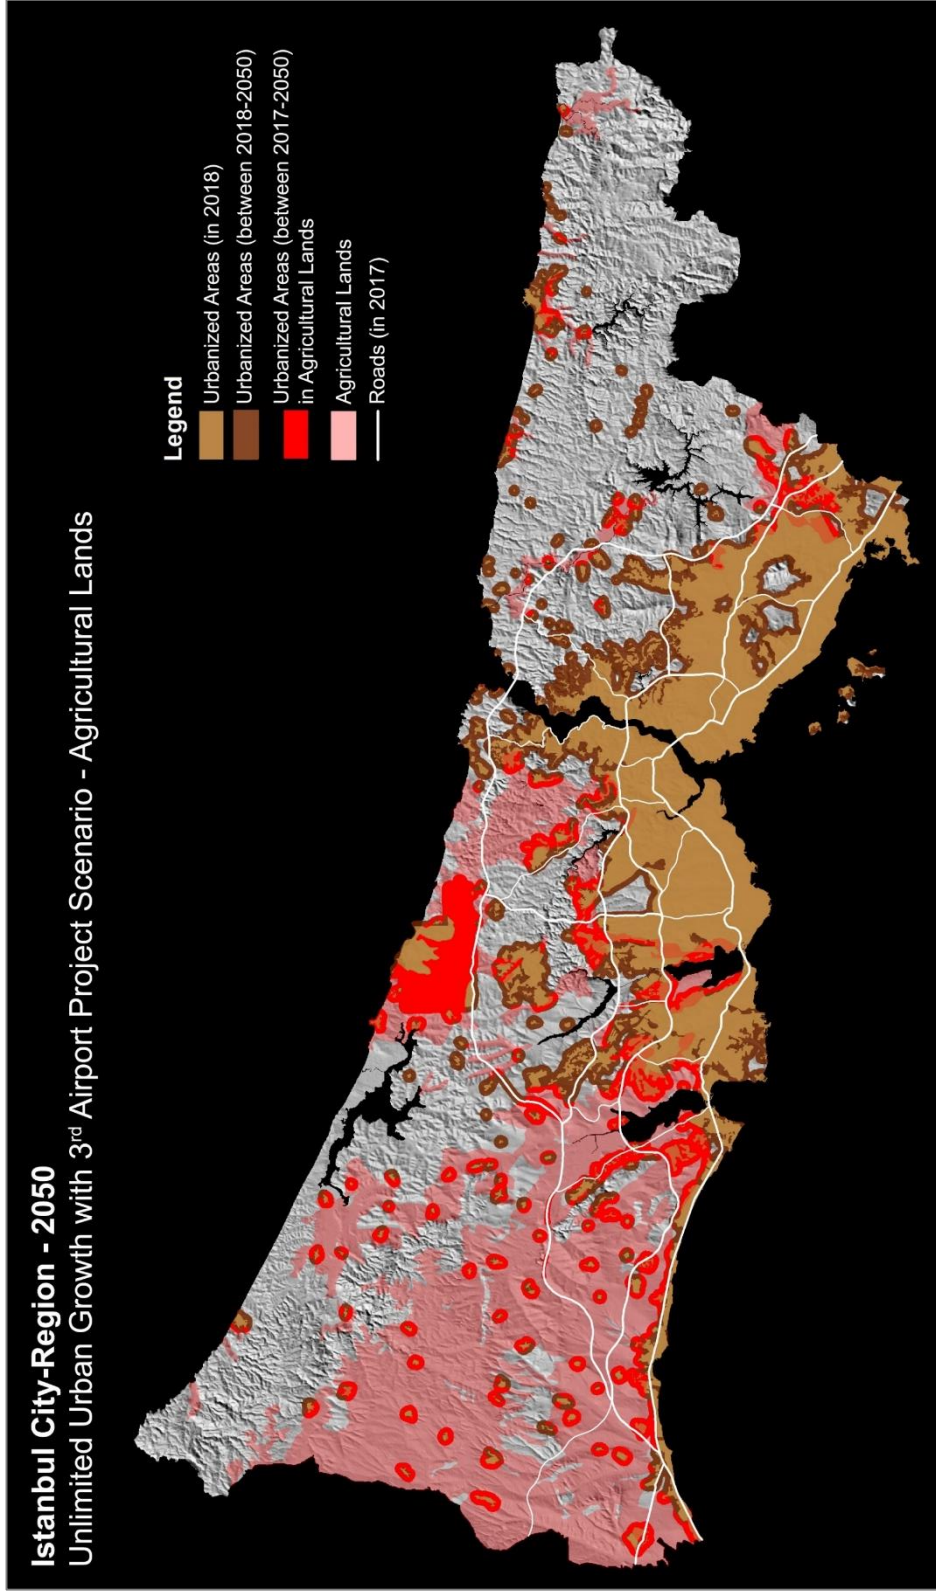 Istanbul City-Region - 2050
Unlimited Urban Growth with 3rd Airport Project Scenario - Agricultural Lands
Legend
Urbanized Areas (in 2018)
Urbanized Areas (between 2018-2050)
Urbanized Areas (between 2017-2050)
in Agricultural Lands
Agricultural Lands
Roads (in 2017)